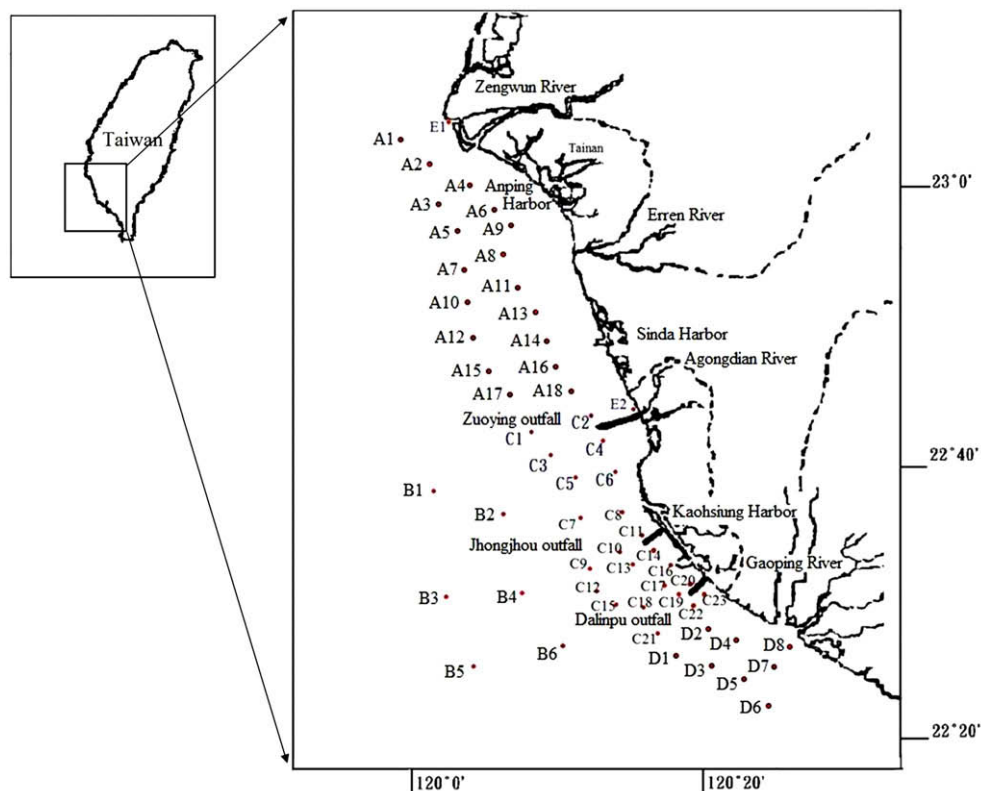 Taiwan
Zengwun River
E1
A1
Tainan
A2
A4
Anping
Harbor
23°0'
A3
A6
A9
Erren River
A5
A8
A7
A11
A10
A13
Sinda Harbor
A12
A14
Agongdian River
A15
A16
A17
A18
E2
Zuoying outfall
C2
C1
C4
C3
22°40'
C5
C6
B1
B2
C7
C8
Kaohsiung Harbor
C11
Jhongjhou outfall
C10
C14
Gaoping River
C9
C13
C16
C12
C17
C20
B3
B4
C15
C18
C19
C23
C22
Dalinpu outfall
C21
D2
D4
D8
B6
D1
D3
D7
B5
D5
D6
22°20'
120°0'
120°20'